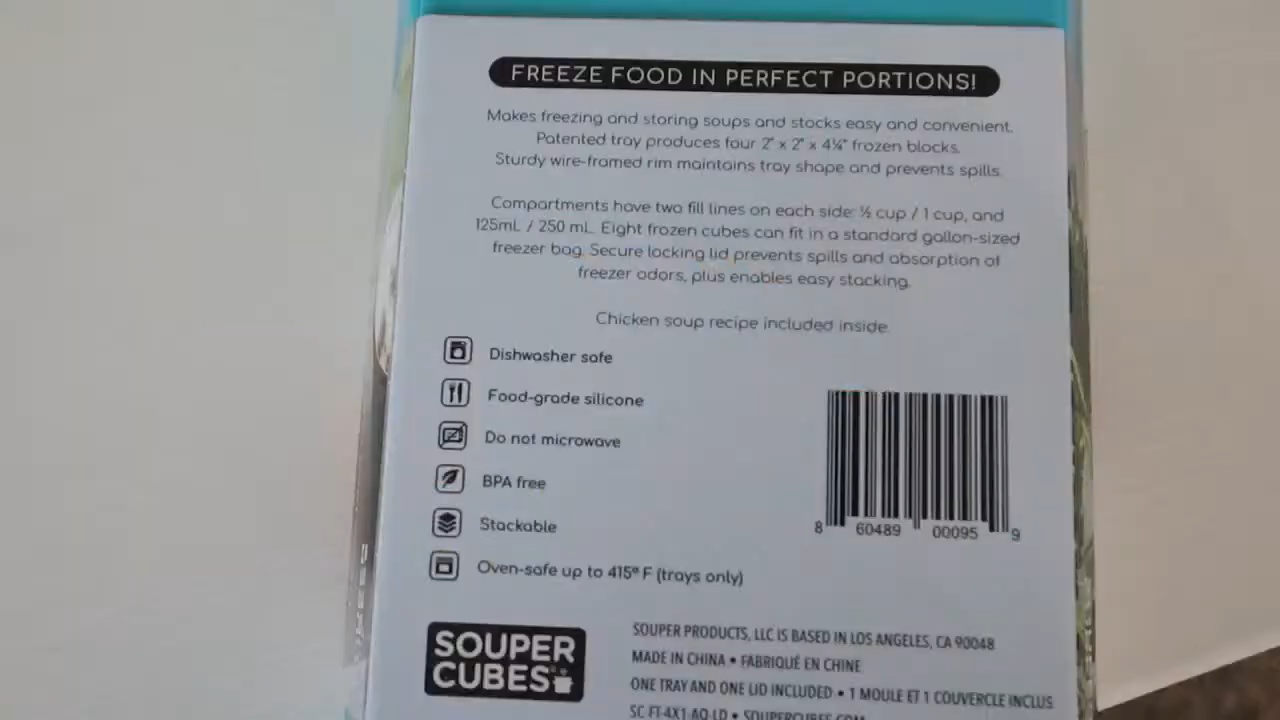 FREEZE FOOD IN PERFECT PORTIONS!
Makes freezing and storing soups and stocks easy and convenient.
Patented tray produces four 2" x 2" x 4¼" frozen blocks.
Sturdy wire-framed rim maintains tray shape and prevents spills.
Compartments have two fill lines on each side: ½ cup / 1 cup, and
125mL / 250 mL. Eight frozen cubes can fit in a standard gallon-sized
freezer bag. Secure locking lid prevents spills and absorption of
freezer odors, plus enables easy stacking.
Chicken soup recipe included inside.
Dishwasher safe
Food-grade silicone
Do not microwave
BPA free
Stackable
Oven-safe up to 415º F (trays only)
8 60489 00095 9
SOUPER
CUBES
SOUPER PRODUCTS, LLC IS BASED IN LOS ANGELES, CA 90048
MADE IN CHINA • FABRIQUÉ EN CHINE
ONE TRAY AND ONE LID INCLUDED • 1 MOULE ET 1 COUVERCLE INCLUS
SC-FT-4X1-AQ-LD • SOUPERCUBES.COM